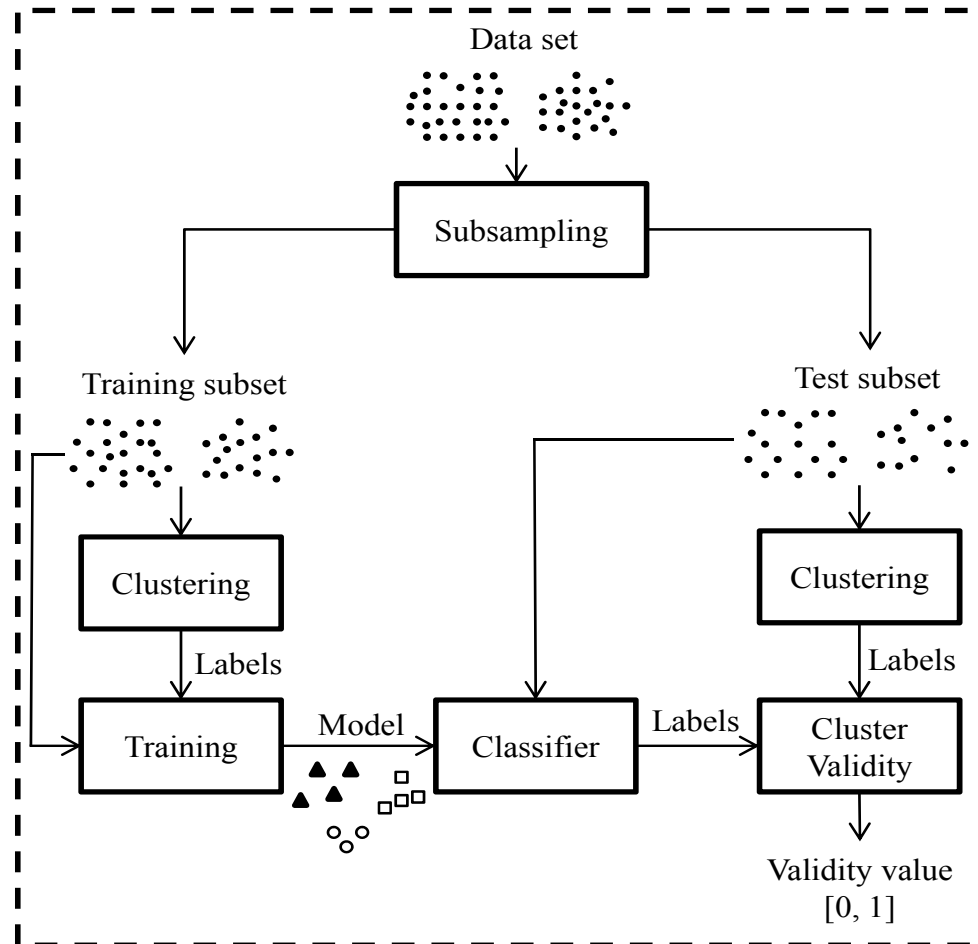 Data set
Subsampling
Training subset
Test subset
Clustering
Clustering
Labels
Labels
Training
Model
Classifier
Labels
Cluster
Validity
Validity value
[0, 1]